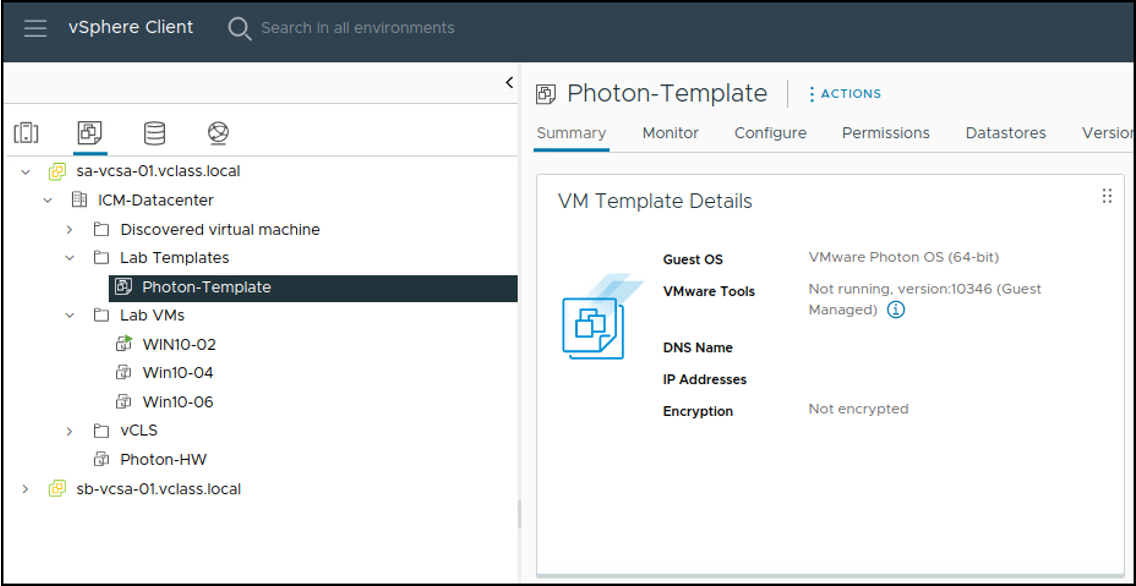 vSphere Client
Search in all environments
Photon-Template
ACTIONS
Summary
Monitor
Configure
Permissions
Datastores
Version
sa-vcsa-01.vclass.local
ICM-Datacenter
Discovered virtual machine
Lab Templates
Photon-Template
Lab VMs
WIN10-02
Win10-04
Win10-06
vCLS
Photon-HW
sb-vcsa-01.vclass.local
VM Template Details
Guest OS
VMware Photon OS (64-bit)
VMware Tools
Not running, version:10346 (Guest
Managed)
DNS Name
IP Addresses
Encryption
Not encrypted